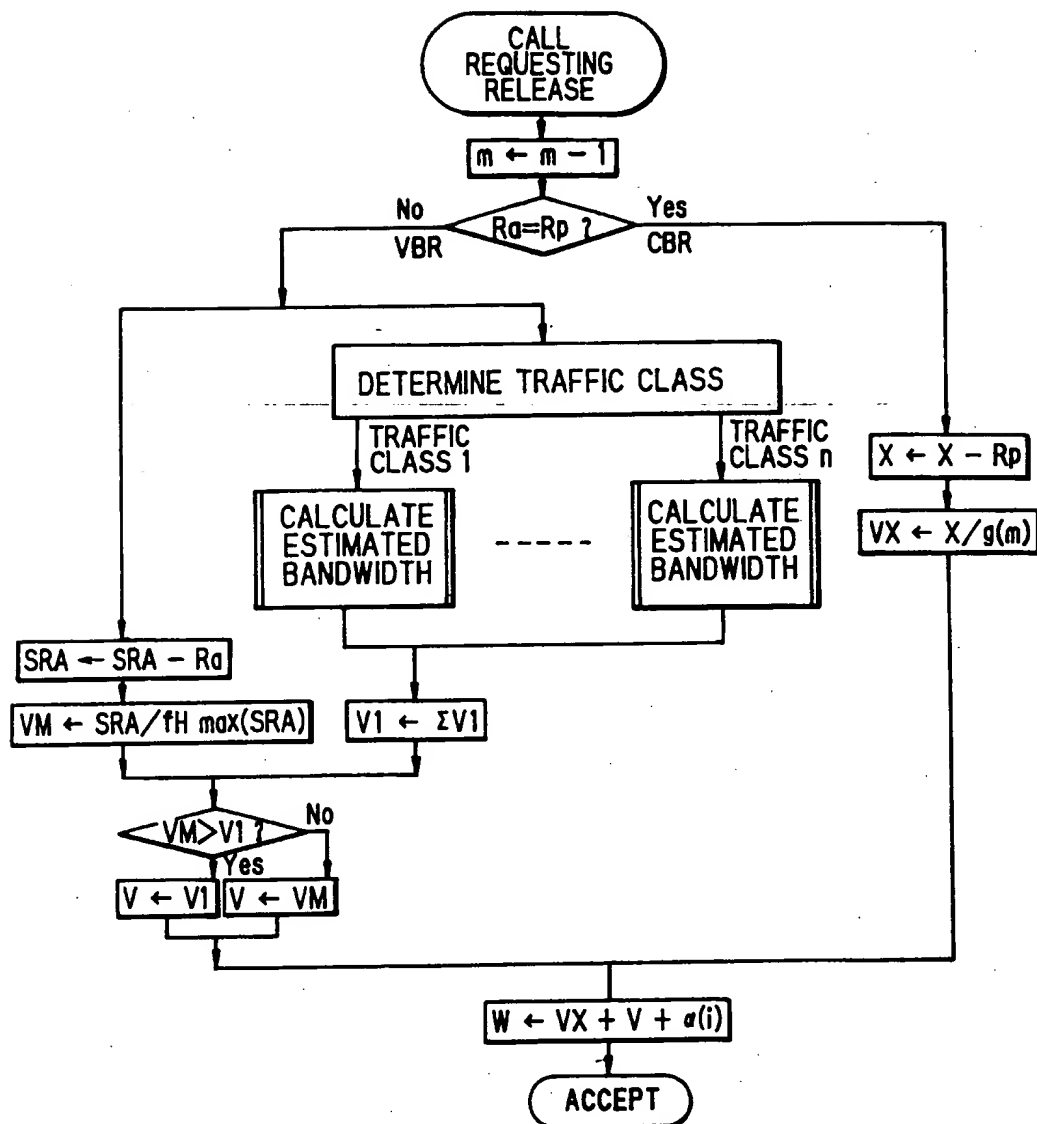 CALL
REQUESTING
RELEASE
m ← m - 1
No
Yes
Ra=Rp ?
VBR
CBR
DETERMINE TRAFFIC CLASS
TRAFFIC
CLASS 1
TRAFFIC
CLASS n
X ← X - Rp
CALCULATE
ESTIMATED
BANDWIDTH
-----
CALCULATE
ESTIMATED
BANDWIDTH
VX ← X/g(m)
SRA ← SRA - Ra
VM ← SRA/fH max(SRA)
V1 ← ΣV1
VM>V1 ?
No
Yes
V ← V1
V ← VM
W ← VX + V + α(i)
ACCEPT